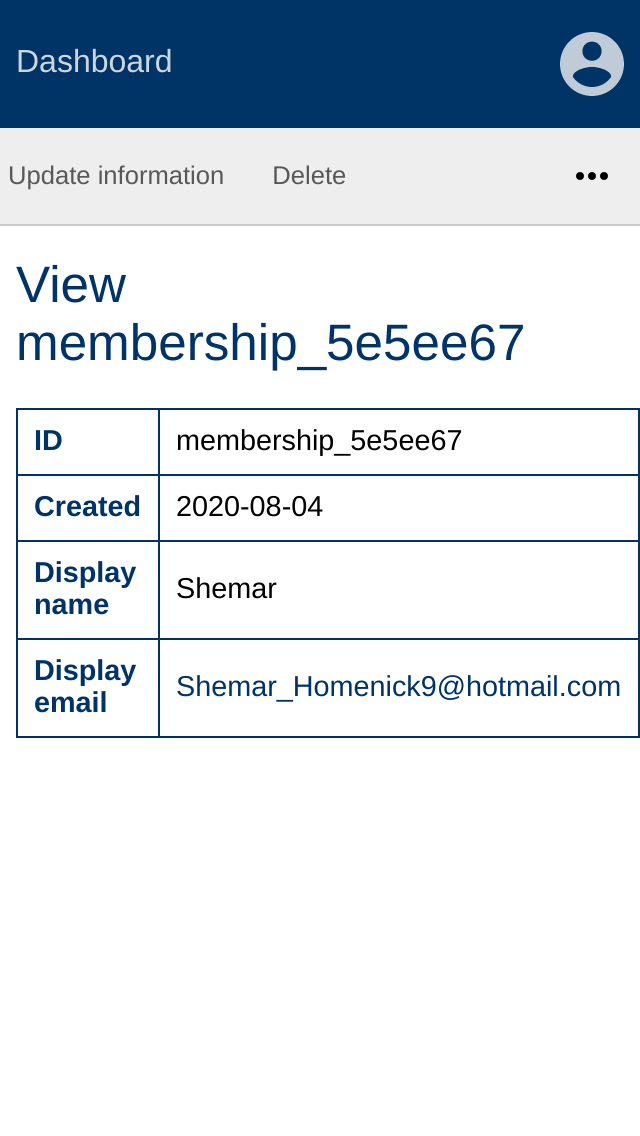 Dashboard
Update information Delete
View
membership_5e5ee67
ID membership_5e5ee67
Created 2020-08-04
Display
name
Shemar
Display
email
Shemar_Homenick9@hotmail.com